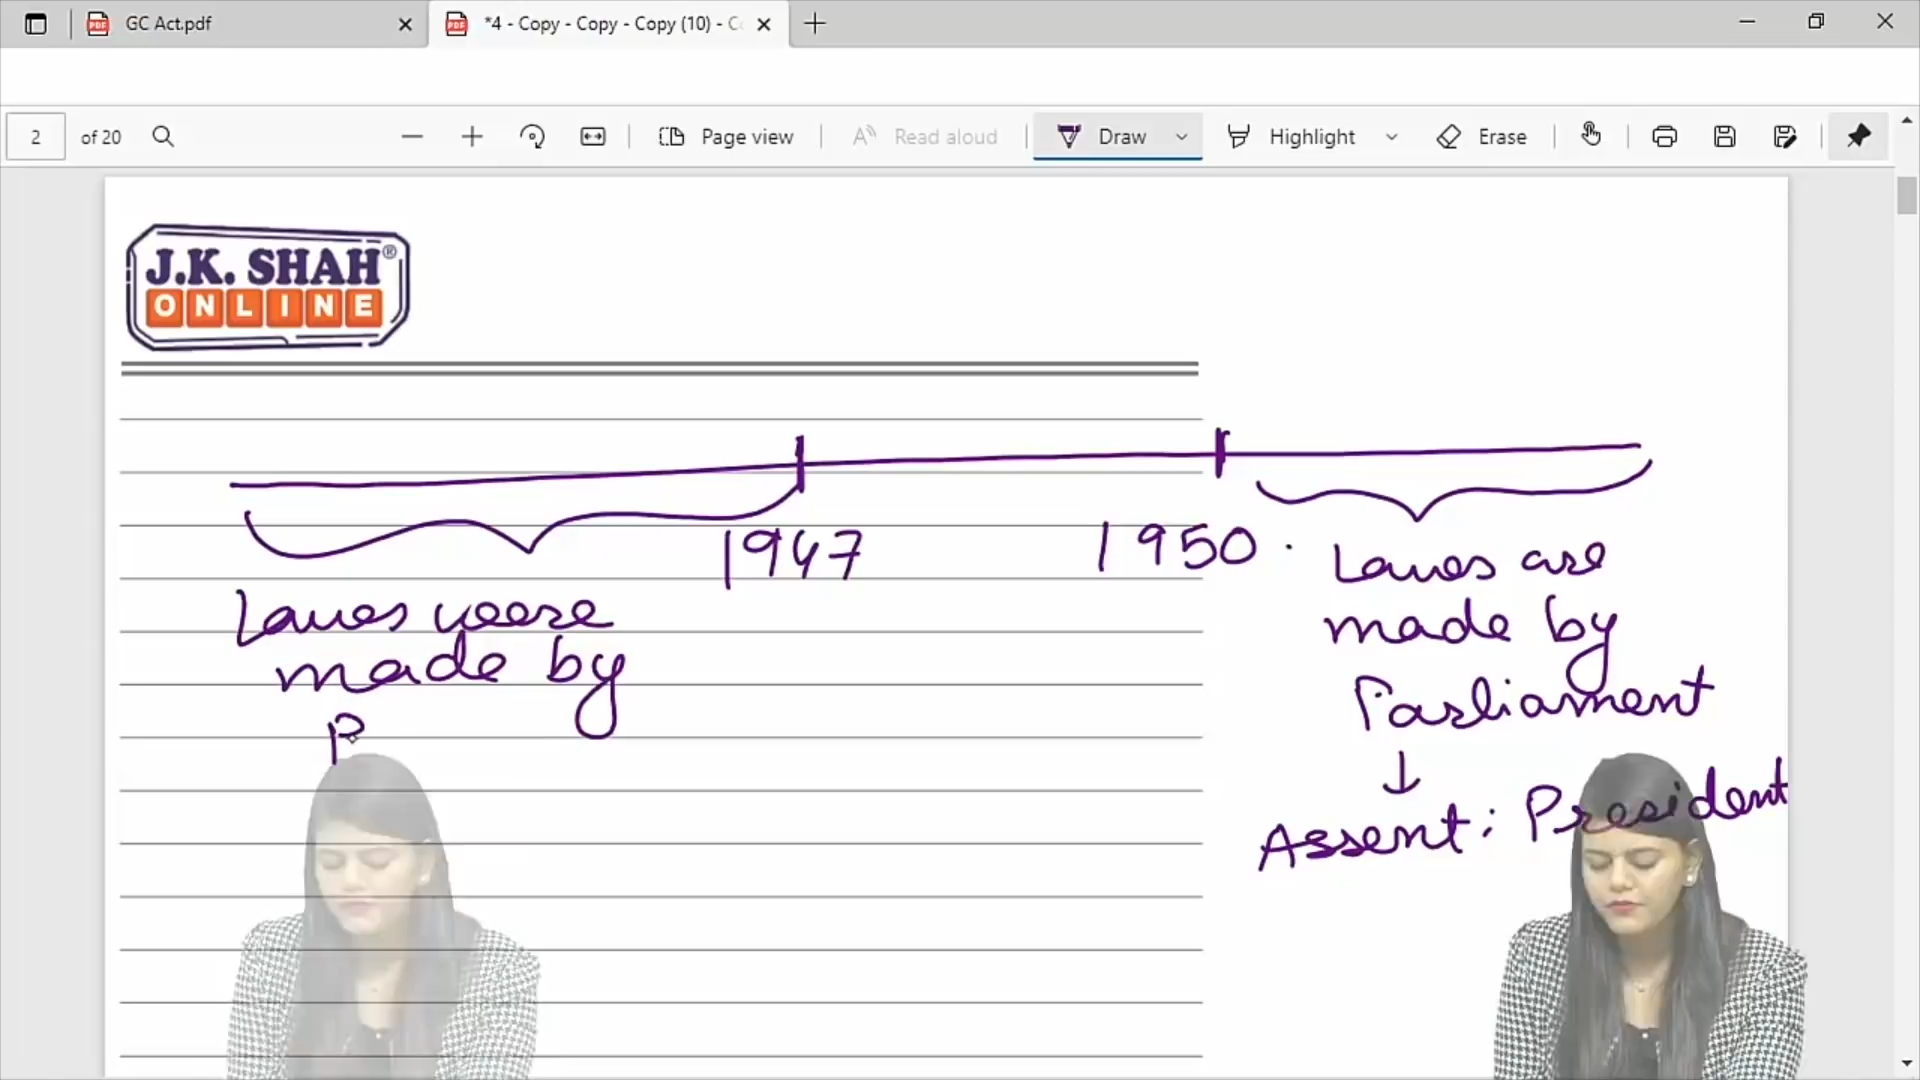 GC Act.pdf
*4 - Copy - Copy - Copy (10) - Co
2 of 20
Page view
Read aloud
Draw
Highlight
Erase
J.K. SHAH®
ONLINE
1947
1950
Laws were
made by
P
Laws are
made by
Parliament
↓
Assent: President